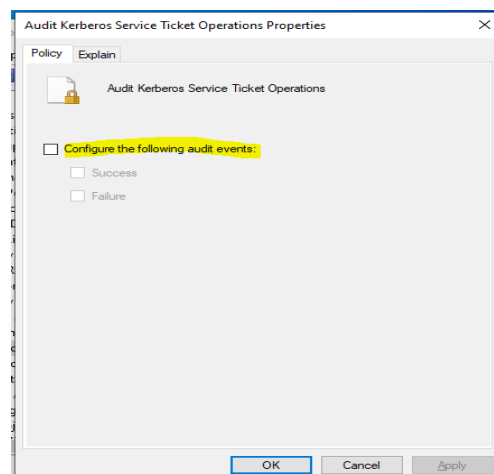 Audit Kerberos Service Ticket Operations Properties
Policy Explain
Audit Kerberos Service Ticket Operations
Configure the following audit events:
Success
Failure
OK Cancel Apply